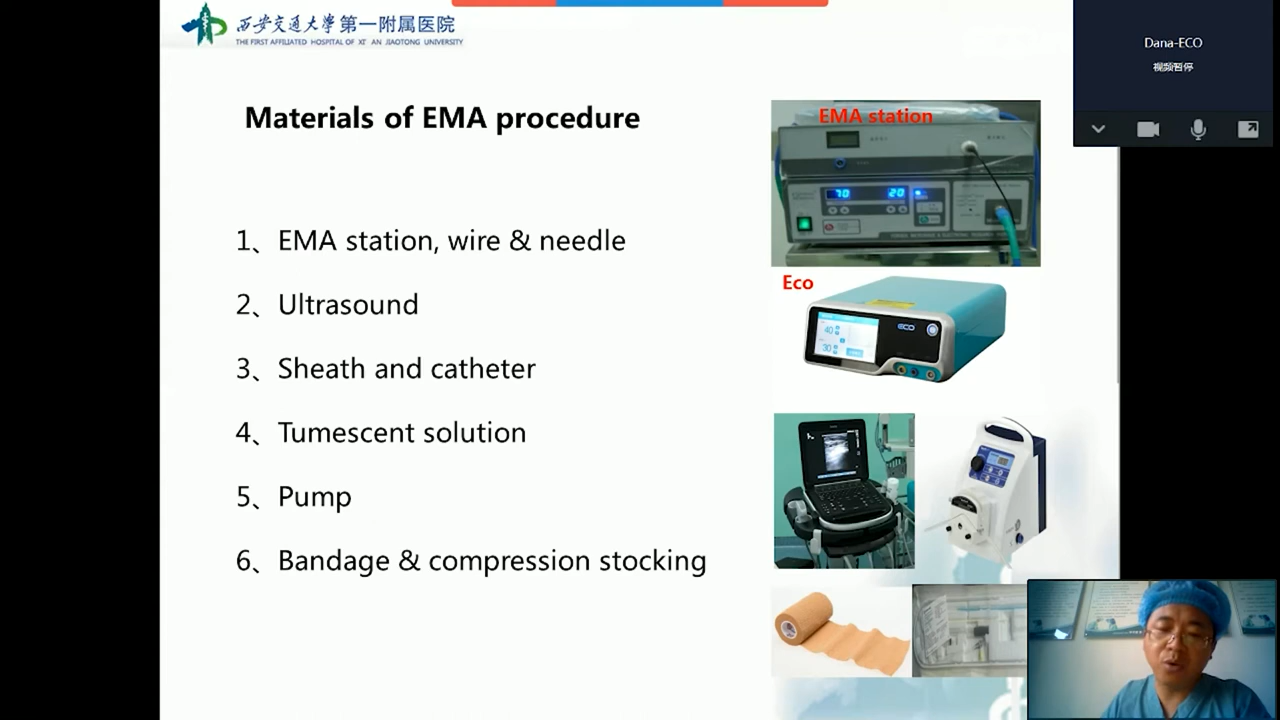 西安交通大学第一附属医院
THE FIRST AFFILIATED HOSPITAL OF XI' AN JIAOTONG UNIVERSITY
Dana-ECO
视频暂停
Materials of EMA procedure
EMA station
70 20
1、EMA station, wire & needle
Eco
2、Ultrasound
ECO
40
30
3、Sheath and catheter
4、Tumescent solution
5、Pump
6、Bandage & compression stocking